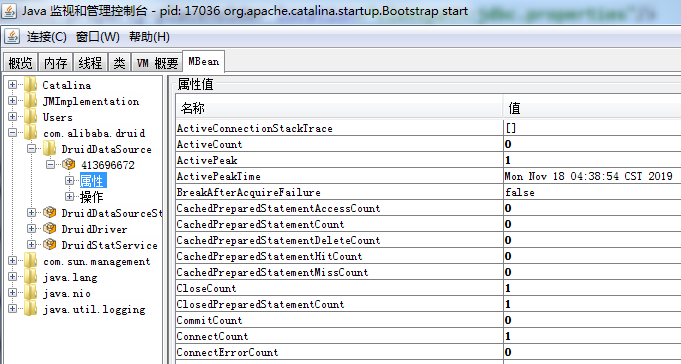 jdbc.properties"/>
Java 监视和管理控制台 - pid: 17036 org.apache.catalina.startup.Bootstrap start
连接(C) 窗口(W) 帮助(H)
概览 内存 线程 类 VM 概要 MBean
Catalina
JMImplementation
Users
com.alibaba.druid
DruidDataSource
413696672
属性
操作
DruidDataSourceSt
DruidDriver
DruidStatService
com.sun.management
java.lang
java.nio
java.util.logging
属性值
名称 值
ActiveConnectionStackTrace []
ActiveCount 0
ActivePeak 1
ActivePeakTime Mon Nov 18 04:38:54 CST 2019
BreakAfterAcquireFailure false
CachedPreparedStatementAccessCount 0
CachedPreparedStatementCount 0
CachedPreparedStatementDeleteCount 0
CachedPreparedStatementHitCount 0
CachedPreparedStatementMissCount 0
CloseCount 1
ClosedPreparedStatementCount 1
CommitCount 0
ConnectCount 1
ConnectErrorCount 0